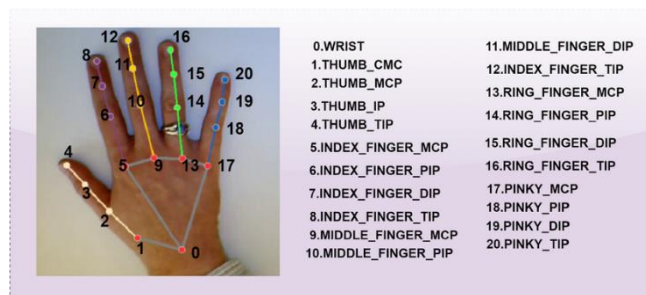 12
16
8
11
15
20
7
10
14
19
6
18
4
5
9
13
17
3
2
1
0
0.WRIST
1.THUMB_CMC
2.THUMB_MCP
3.THUMB_IP
4.THUMB_TIP
5.INDEX_FINGER_MCP
6.INDEX_FINGER_PIP
7.INDEX_FINGER_DIP
8.INDEX_FINGER_TIP
9.MIDDLE_FINGER_MCP
10.MIDDLE_FINGER_PIP
11.MIDDLE_FINGER_DIP
12.INDEX_FINGER_TIP
13.RING_FINGER_MCP
14.RING_FINGER_PIP
15.RING_FINGER_DIP
16.RING_FINGER_TIP
17.PINKY_MCP
18.PINKY_PIP
19.PINKY_DIP
20.PINKY_TIP